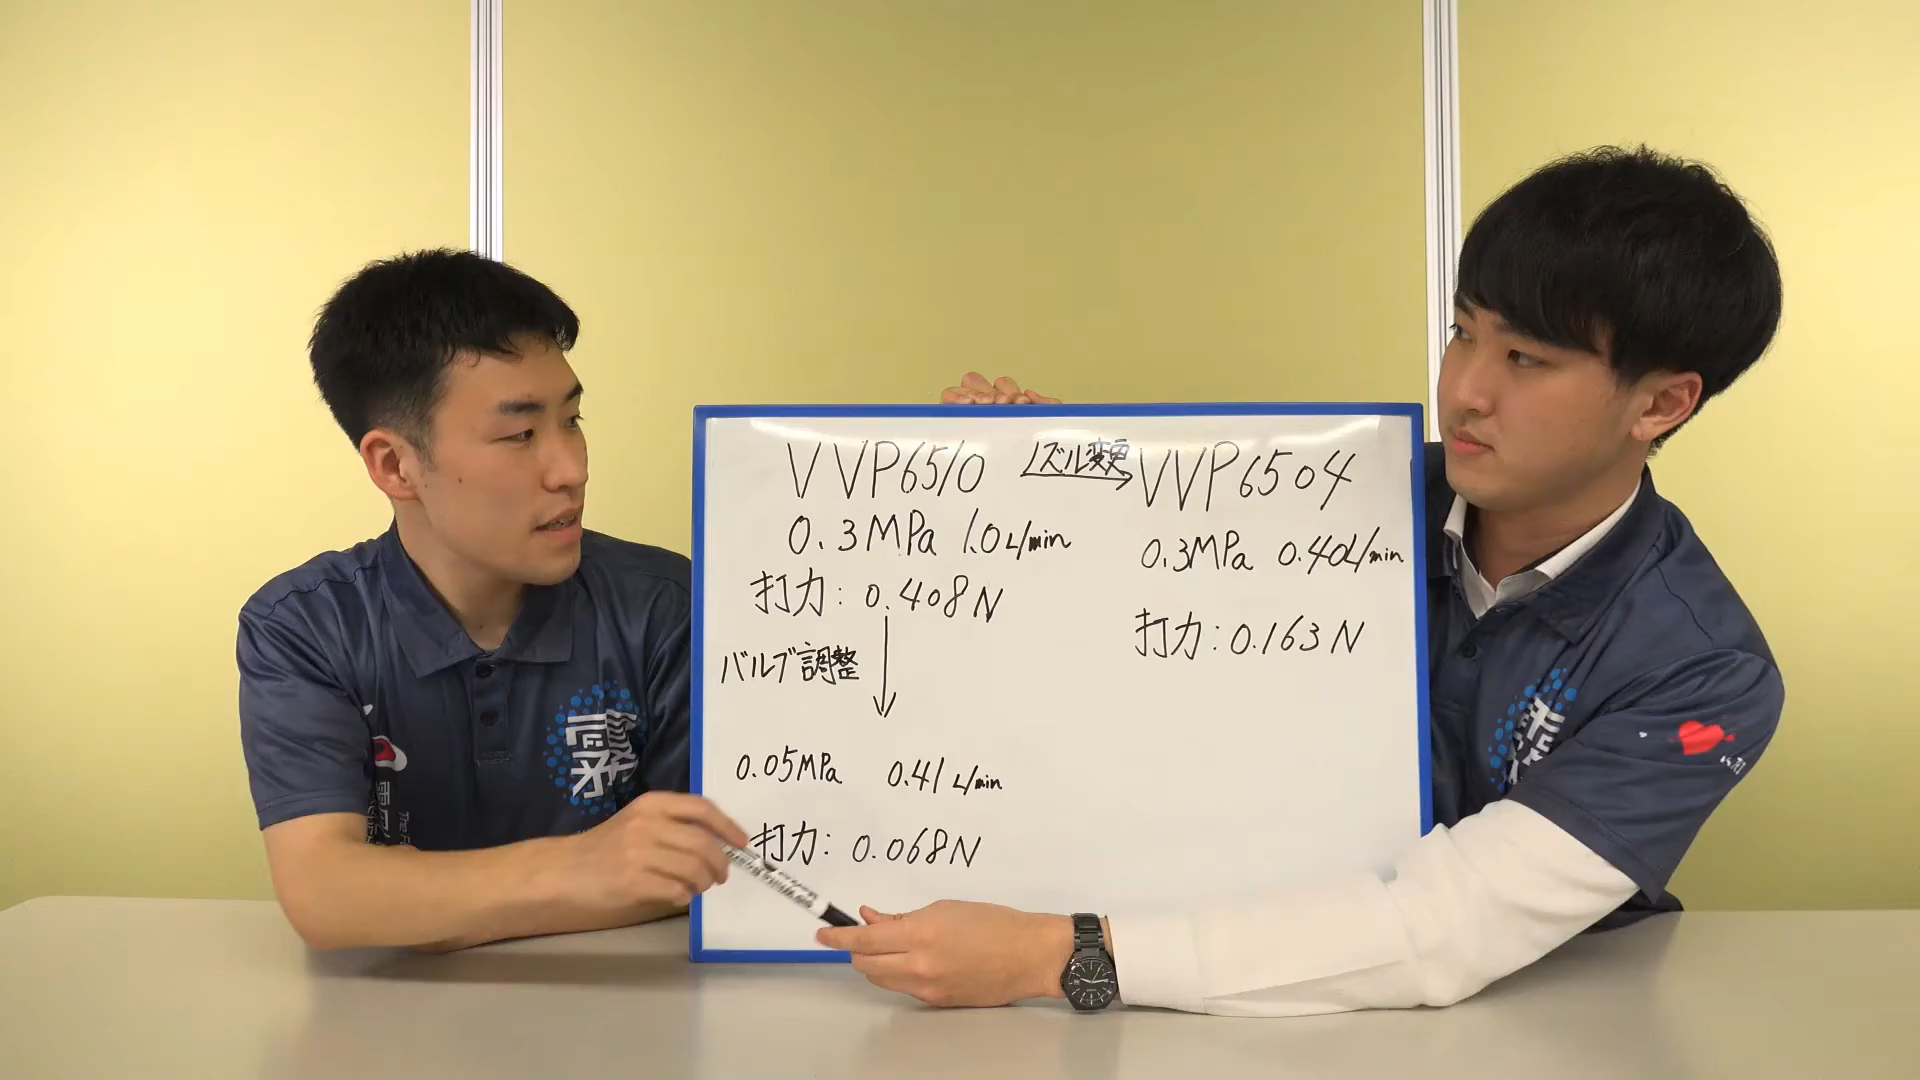 VVP6510
ノズル変更
VVP6504
0.3MPa 1.0L/min
0.3MPa 0.40L/min
打力:0.408N
打力:0.163N
バルブ調整
0.05MPa 0.41L/min
打力:0.068N
霧